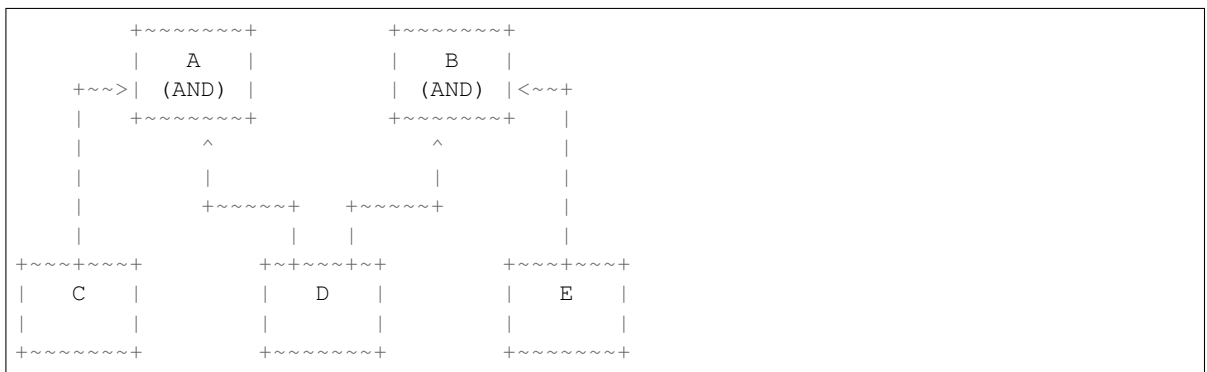 +~~~~~~~+         +~~~~~~~+
|   A   |         |   B   |
+~~>| (AND) |         | (AND) |<~~+
|   +~~~~~~~+         +~~~~~~~+   |
|        ^               ^        |
|        |               |        |
|        +~~~~~+   +~~~~~+        |
|              |   |              |
+~~~+~~~+        +~+~~~+~+        +~~~+~~~+
|   C   |        |   D   |        |   E   |
|       |        |       |        |       |
+~~~~~~~+        +~~~~~~~+        +~~~~~~~+